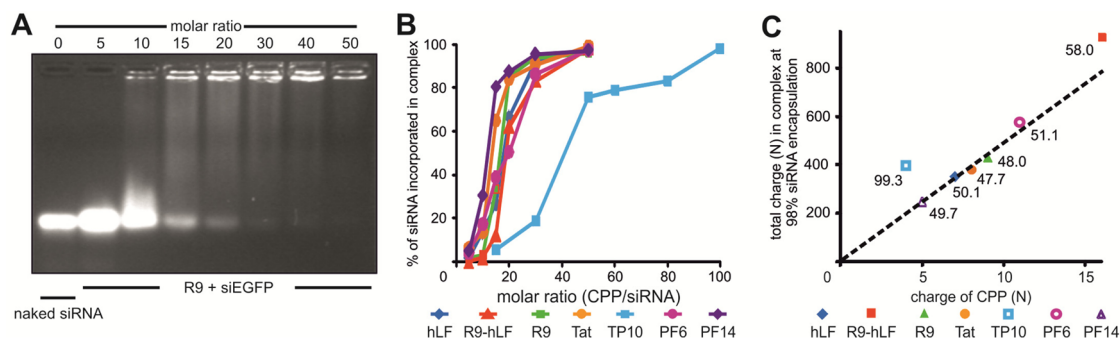 A
molar ratio
0 5 10 15 20 30 40 50
R9 + siEGFP
naked siRNA
B
% of siRNA incorporated in complex
100
80
60
40
20
0 20 40 60 80 100
molar ratio (CPP/siRNA)
hLF R9-hLF R9 Tat TP10 PF6 PF14
C
total charge (N) in complex at
98% siRNA encapsulation
800
600
400
200
0 5 10 15
58.0
51.1
48.0
99.3
47.7
50.1
49.7
charge of CPP (N)
hLF R9-hLF R9 Tat TP10 PF6 PF14